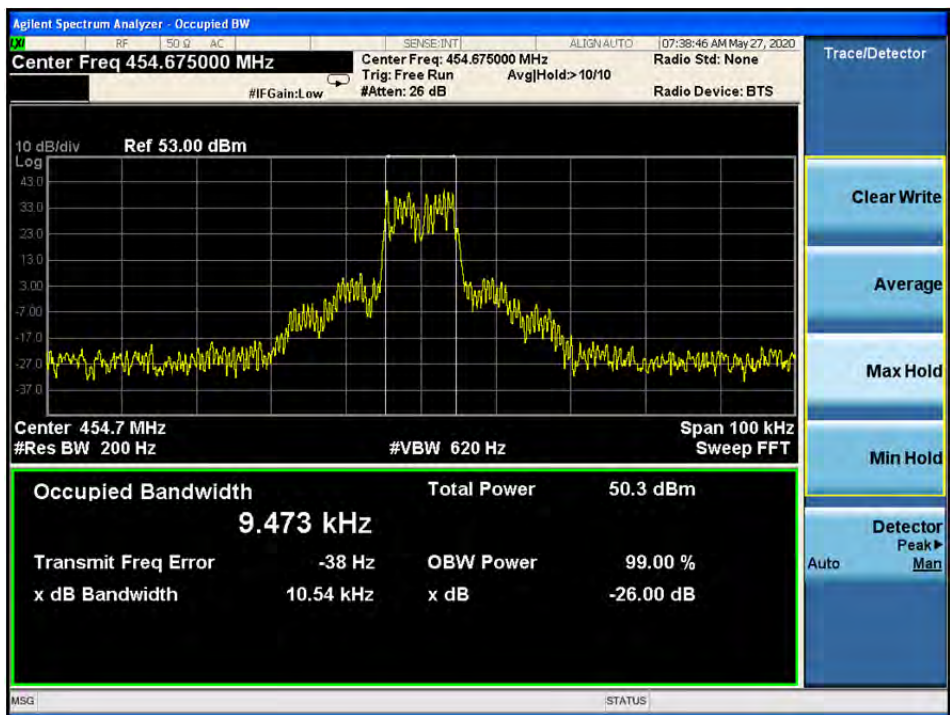 Agilent Spectrum Analyzer - Occupied BW
LXI RF 50 Ω AC SENSE:INT ALIGN AUTO 07:38:46 AM May 27, 2020
Center Freq 454.675000 MHz
Center Freq: 454.675000 MHz
Radio Std: None
Trig: Free Run Avg|Hold:> 10/10
#IFGain:Low
#Atten: 26 dB
Radio Device: BTS
10 dB/div Ref 53.00 dBm
Log
43.0
33.0
23.0
13.0
3.00
-7.00
-17.0
-27.0
-37.0
Center 454.7 MHz
Span 100 kHz
#Res BW 200 Hz
#VBW 620 Hz
Sweep FFT
Occupied Bandwidth
Total Power 50.3 dBm
9.473 kHz
Transmit Freq Error -38 Hz
OBW Power 99.00 %
x dB Bandwidth 10.54 kHz
x dB -26.00 dB
MSG
STATUS
Trace/Detector
Clear Write
Average
Max Hold
Min Hold
Detector
Peak▶
Auto Man